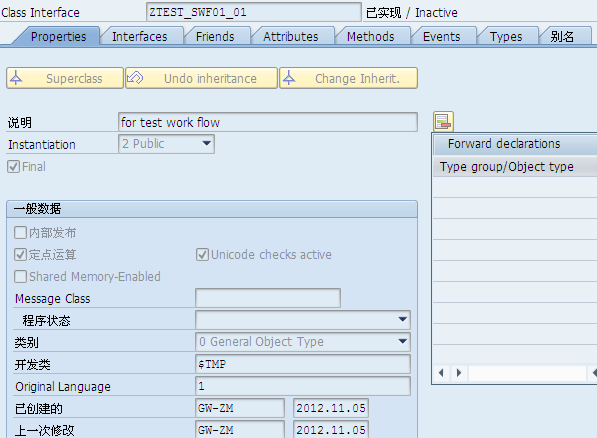 Class Interface ZTEST_SWF01_01 已实现 / Inactive
Properties Interfaces Friends Attributes Methods Events Types 别名
Superclass Undo inheritance Change Inherit.
说明 for test work flow
Forward declarations
Instantiation 2 Public
Type group/Object type
Final
一般数据
内部发布
定点运算 Unicode checks active
Shared Memory-Enabled
Message Class
程序状态
类别 0 General Object Type
开发类 $TMP
Original Language 1
已创建的 GW-ZM 2012.11.05
上一次修改 GW-ZM 2012.11.05